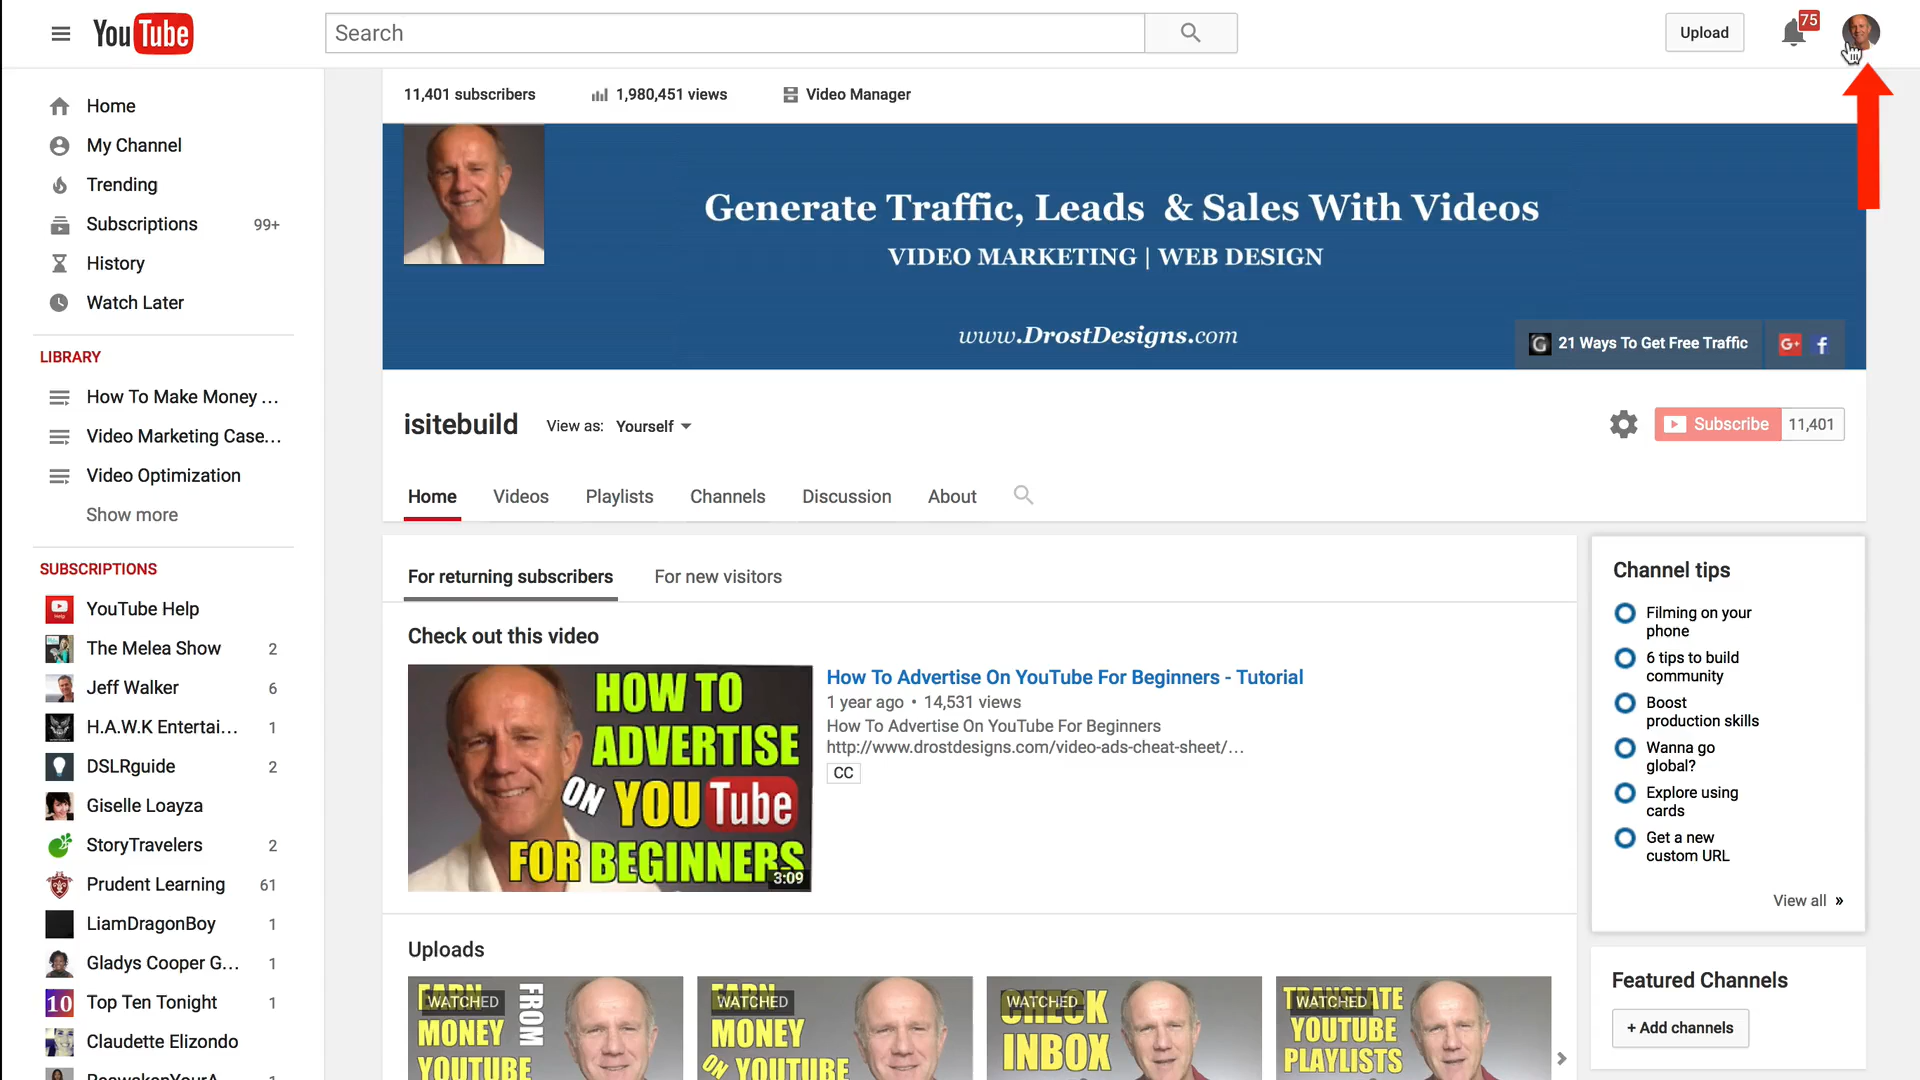 YouTube
Search
Upload
75
Home
My Channel
Trending
Subscriptions 99+
History
Watch Later
LIBRARY
How To Make Money ...
Video Marketing Case...
Video Optimization
Show more
SUBSCRIPTIONS
YouTube Help
The Melea Show 2
Jeff Walker 6
H.A.W.K Entertai... 1
DSLRguide 2
Giselle Loayza
StoryTravelers 2
Prudent Learning 61
LiamDragonBoy 1
Gladys Cooper G... 1
10 Top Ten Tonight 1
Claudette Elizondo
11,401 subscribers
1,980,451 views
Video Manager
Generate Traffic, Leads & Sales With Videos
VIDEO MARKETING | WEB DESIGN
www.DrostDesigns.com
21 Ways To Get Free Traffic
G+ f
isitebuild
View as: Yourself
Subscribe 11,401
Home Videos Playlists Channels Discussion About
For returning subscribers
For new visitors
Check out this video
HOW TO
ADVERTISE
ON YOUTube
FOR BEGINNERS
3:09
How To Advertise On YouTube For Beginners - Tutorial
1 year ago • 14,531 views
How To Advertise On YouTube For Beginners
http://www.drostdesigns.com/video-ads-cheat-sheet/...
CC
Uploads
WATCHED
EARN
MONEY
FROM
YOUTUBE
WATCHED
EARN
MONEY
ON YOUTUBE
WATCHED
CHECK
INBOX
WATCHED
TRANSLATE
YOUTUBE
PLAYLISTS
Channel tips
Filming on your
phone
6 tips to build
community
Boost
production skills
Wanna go
global?
Explore using
cards
Get a new
custom URL
View all »
Featured Channels
+ Add channels